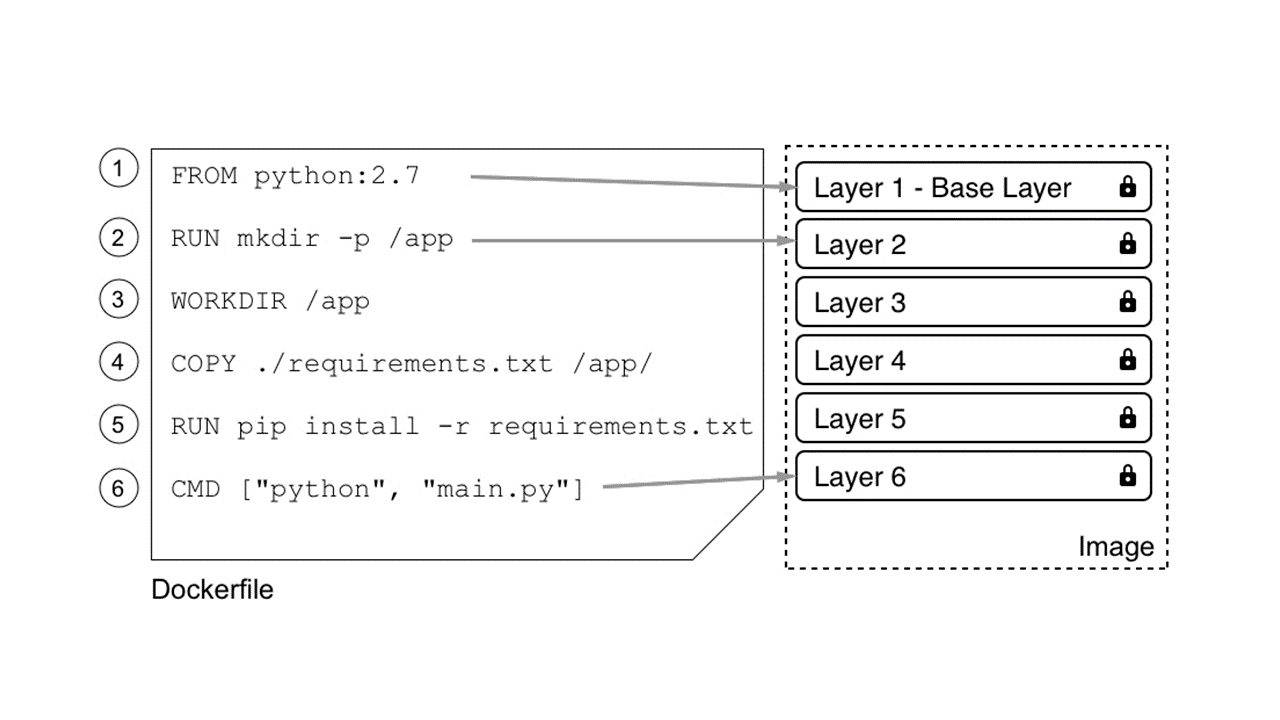 1 FROM python:2.7
2 RUN mkdir -p /app
3 WORKDIR /app
4 COPY ./requirements.txt /app/
5 RUN pip install -r requirements.txt
6 CMD ["python", "main.py"]
Dockerfile
Layer 1 - Base Layer
Layer 2
Layer 3
Layer 4
Layer 5
Layer 6
Image